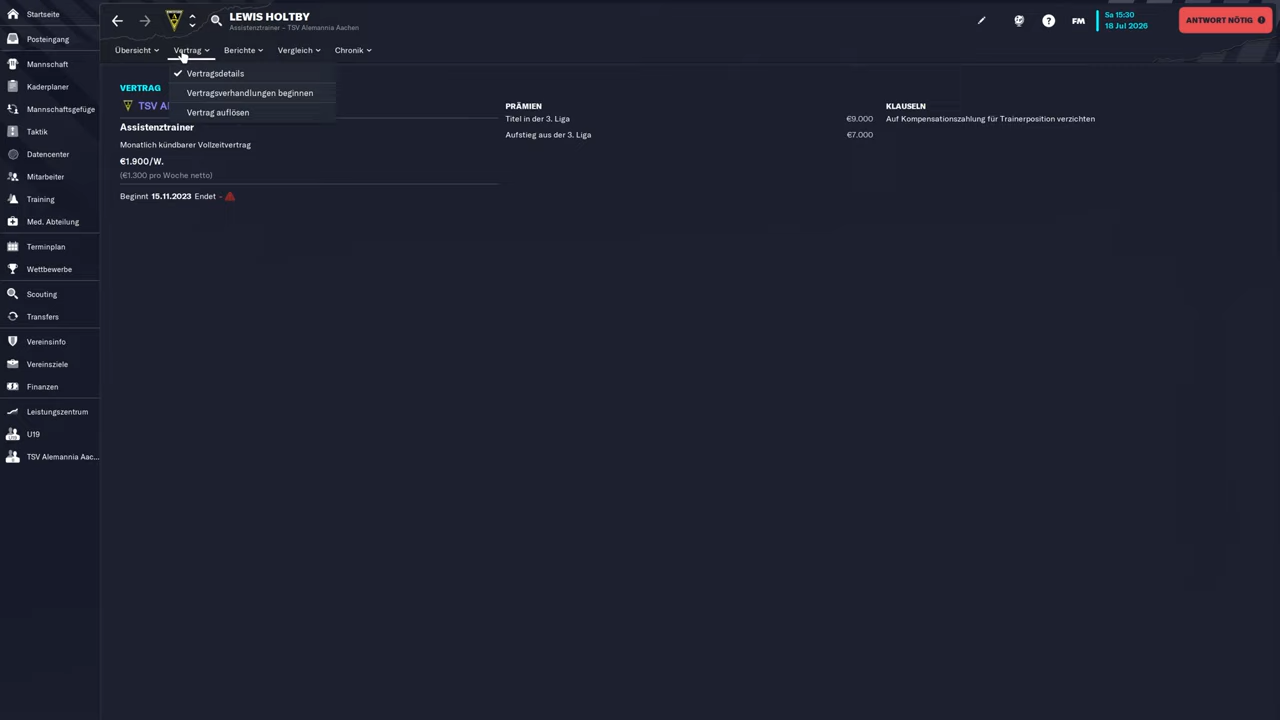 Startseite
Posteingang
Mannschaft
Kaderplaner
Mannschaftsgefüge
Taktik
Datencenter
Mitarbeiter
Training
Med. Abteilung
Terminplan
Wettbewerbe
Scouting
Transfers
Vereinsinfo
Vereinsziele
Finanzen
Leistungszentrum
U19
TSV Alemannia Aac...
LEWIS HOLTBY
Assistenztrainer – TSV Alemannia Aachen
FM
Sa 15:30
18 Jul 2026
ANTWORT NÖTIG
Übersicht Vertrag Berichte Vergleich Chronik
Vertragsdetails
Vertragsverhandlungen beginnen
Vertrag auflösen
VERTRAG
TSV Al
Assistenztrainer
Monatlich kündbarer Vollzeitvertrag
€1.900/W.
(€1.300 pro Woche netto)
Beginnt 15.11.2023 Endet –
PRÄMIEN
Titel in der 3. Liga €9.000
Aufstieg aus der 3. Liga €7.000
KLAUSELN
Auf Kompensationszahlung für Trainerposition verzichten